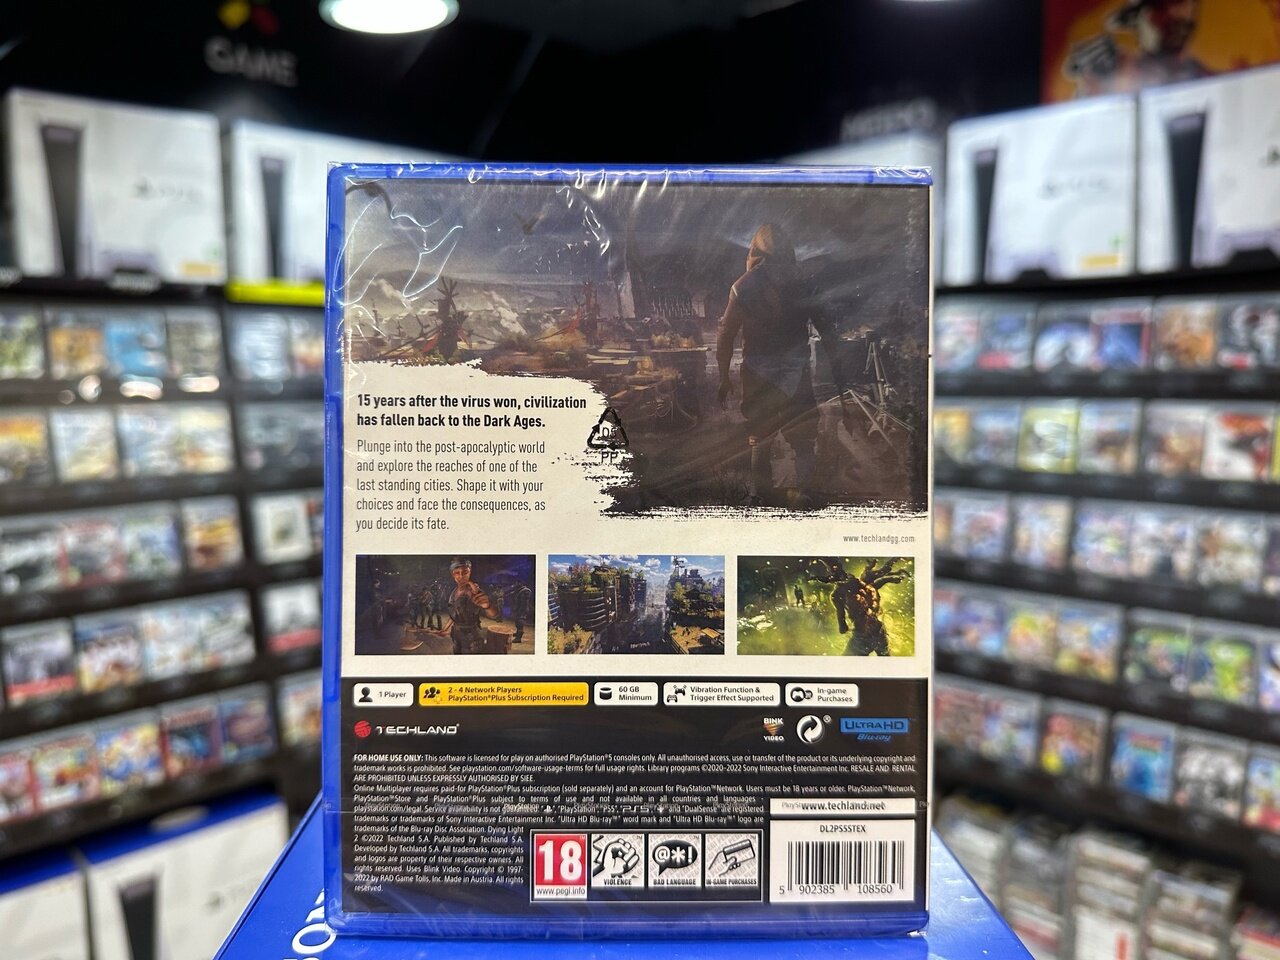 GAME
15 years after the virus won, civilization
has fallen back to the Dark Ages.
Plunge into the post-apocalyptic world
and explore the reaches of one of the
last standing cities. Shape it with your
choices and face the consequences, as
you decide its fate.
PP
www.techlandgg.com
1 Player
2 - 4 Network Players
PlayStation®Plus Subscription Required
60 GB
Minimum
Vibration Function &
Trigger Effect Supported
In-game
Purchases
TECHLAND®
BINK
VIDEO
ULTRA HD
Blu-ray
FOR HOME USE ONLY: This software is licensed for play on authorised PlayStation®5 consoles only. All unauthorised access, use or transfer of the product or its underlying copyright and
trademark works is prohibited. See playstation.com/software-usage-terms for full usage rights. Library programs ©2020-2022 Sony Interactive Entertainment Inc. RESALE AND RENTAL
ARE PROHIBITED UNLESS EXPRESSLY AUTHORISED BY SIEE.
Online Multiplayer requires paid-for PlayStation®Plus subscription (sold separately) and an account for PlayStation™Network. Users must be 18 years or older. PlayStation™Network,
PlayStation™Store and PlayStation®Plus subject to terms of use and not available in all countries and languages
playstation.com/legal. Service availability is not guaranteed. "PlayStation", "PS5", and "DualSense" are registered
trademarks or trademarks of Sony Interactive Entertainment Inc. "Ultra HD Blu-ray™" word mark and "Ultra HD Blu-ray™" logo are
trademarks of the Blu-ray Disc Association. Dying Light
2 ©2022 Techland S.A. Published by Techland S.A.
Developed by Techland S.A. All trademarks, copyrights
and logos are property of their respective owners. All
rights reserved. Uses Bink Video. Copyright © 1997-
2022 by RAD Game Tolls, Inc. Made in Austria. All rights
reserved.
www.techland.net
DL2PS5STEX
18
www.pegi.info
VIOLENCE
@*!
BAD LANGUAGE
IN-GAME PURCHASES
5 902385 108560